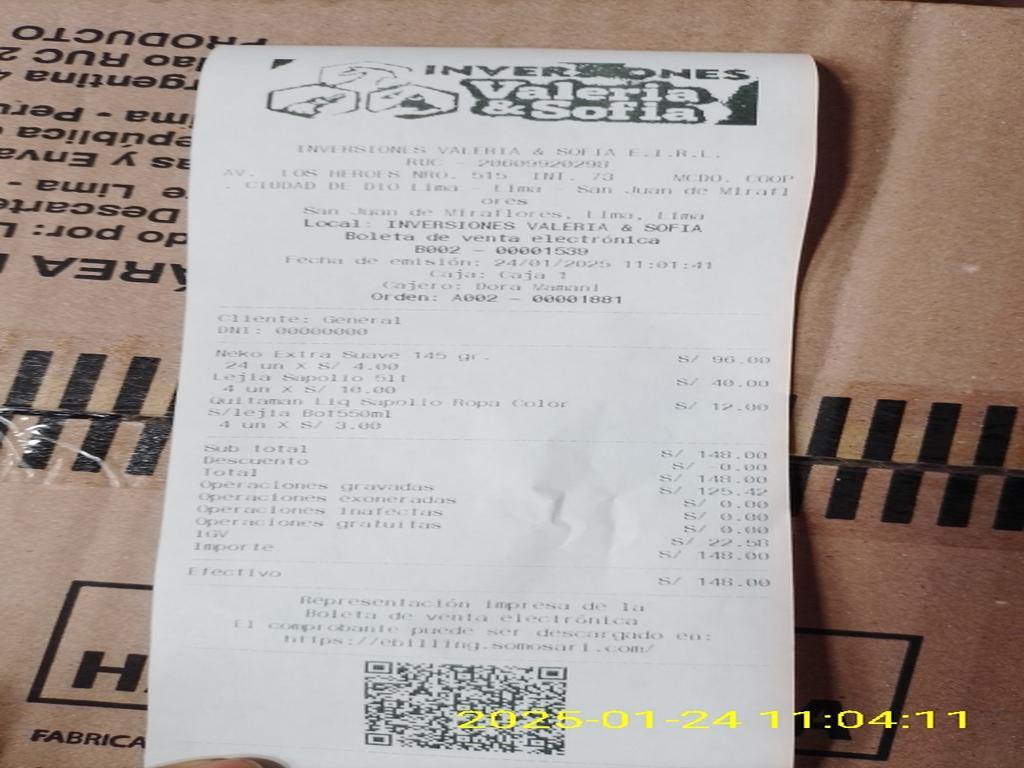 INVERSIONES
Valeria
& Sofia
INVERSIONES VALERIA & SOFIA E.I.R.L.
RUC - 20609920298
AV. LOS HEROES NRO. 515 INT. 73 MCDO. COOP
. CIUDAD DE DIO Lima - Lima - San Juan de Mirafl
ores
San Juan de Miraflores, Lima, Lima
Local: INVERSIONES VALERIA & SOFIA
Boleta de venta electrónica
B002 - 00001539
Fecha de emisión: 24/01/2025 11:01:41
Caja: Caja 1
Cajero: Dora Mamani
Orden: A002 - 00001881
Cliente: General
DNI: 00000000
Neko Extra Suave 145 gr. S/ 96.00
24 un X S/ 4.00
Lejia Sapolio 5lt S/ 40.00
4 un X S/ 10.00
Quitaman Liq Sapolio Ropa Color S/ 12.00
S/lejia Bot550ml
4 un X S/ 3.00
Sub total S/ 148.00
Descuento S/ -0.00
Total S/ 148.00
Operaciones gravadas S/ 125.42
Operaciones exoneradas S/ 0.00
Operaciones inafectas S/ 0.00
Operaciones gratuitas S/ 0.00
IGV S/ 22.58
Importe S/ 148.00
Efectivo S/ 148.00
Representación impresa de la
Boleta de venta electrónica
El comprobante puede ser descargado en:
https://ebilling.somosari.com/
2025-01-24 11:04:11
PRODUCTO
RUC 2
ima - Peru
epública
as y Enva
e Lima -
Descarte
do por: L
ÁREA
FABRICA